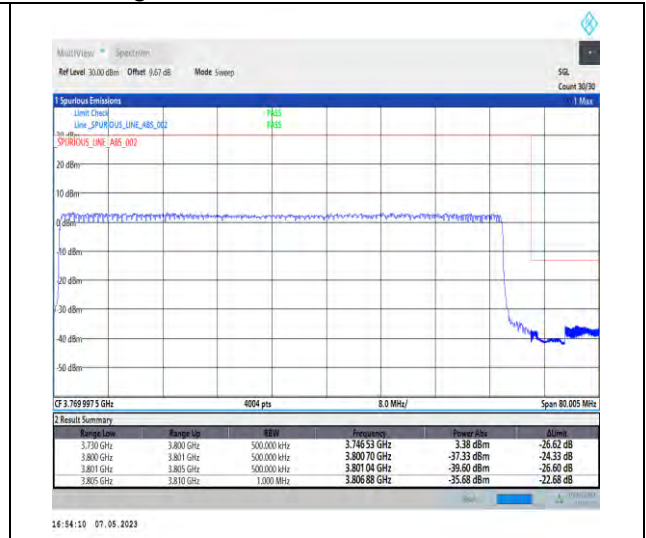 MultiView Spectrum
Ref Level 30.00 dBm Offset 9.67 dB Mode Sweep SGL
Count 30/30
1 Spurious Emissions 1 Max
Limit Check PASS
Line _SPURIOUS_LINE_ABS_002 PASS
30 dBm
_SPURIOUS_LINE_ABS_002
20 dBm
10 dBm
0 dBm
-10 dBm
-20 dBm
-30 dBm
-40 dBm
-50 dBm
CF 3.769 997 5 GHz 4004 pts 8.0 MHz/ Span 80.005 MHz
2 Result Summary
Range Low Range Up RBW Frequency Power Abs ΔLimit
3.730 GHz 3.800 GHz 500.000 kHz 3.746 53 GHz 3.38 dBm -26.62 dB
3.800 GHz 3.801 GHz 500.000 kHz 3.800 70 GHz -37.33 dBm -24.33 dB
3.801 GHz 3.805 GHz 500.000 kHz 3.801 04 GHz -39.60 dBm -26.60 dB
3.805 GHz 3.810 GHz 1.000 MHz 3.806 88 GHz -35.68 dBm -22.68 dB
16:54:10 07.05.2023